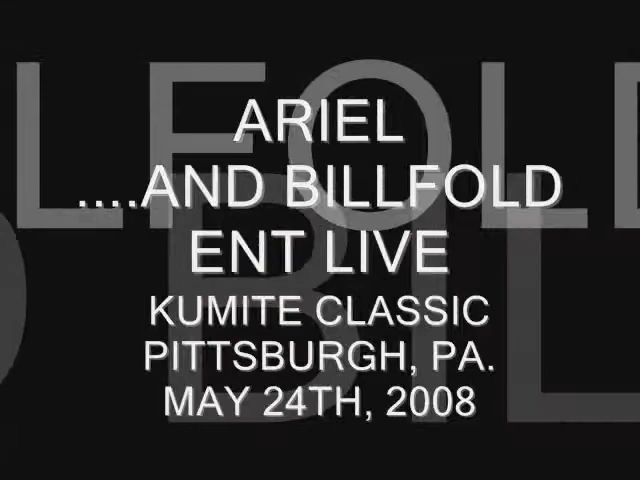 ARIEL
....AND BILLFOLD
ENT LIVE
KUMITE CLASSIC
PITTSBURGH, PA.
MAY 24TH, 2008